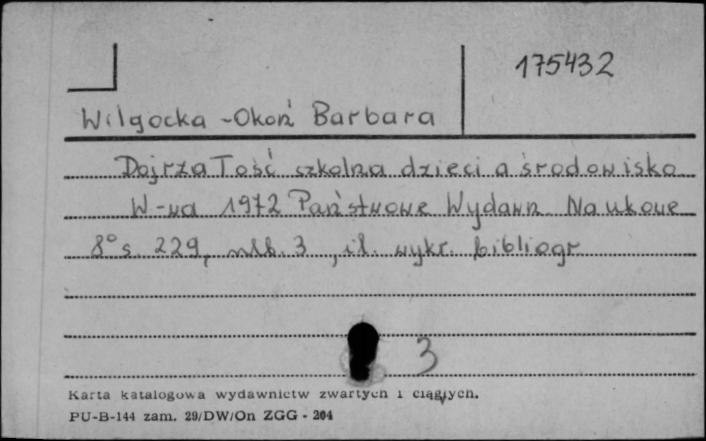 175432
Wilgocka-Okoń Barbara
Dojrzałość szkolna dzieci a środowisko
W-wa 1972 Państwowe Wydawn Naukowe
8° s. 229, nlb. 3, il. wykr. bibliogr
3
Karta katalogowa wydawnictw zwartych i ciągłych.
PU-B-144 zam. 29/DW/On ZGG - 204